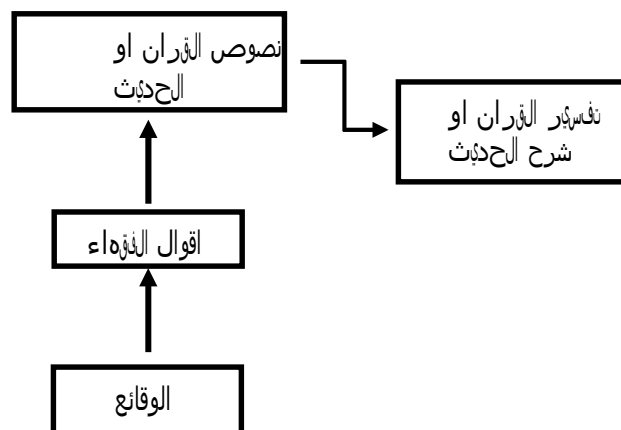 نصوص القران او
الحديث
تفسير القران او
شرح الحديث
اقوال الفقهاء
الوقائع